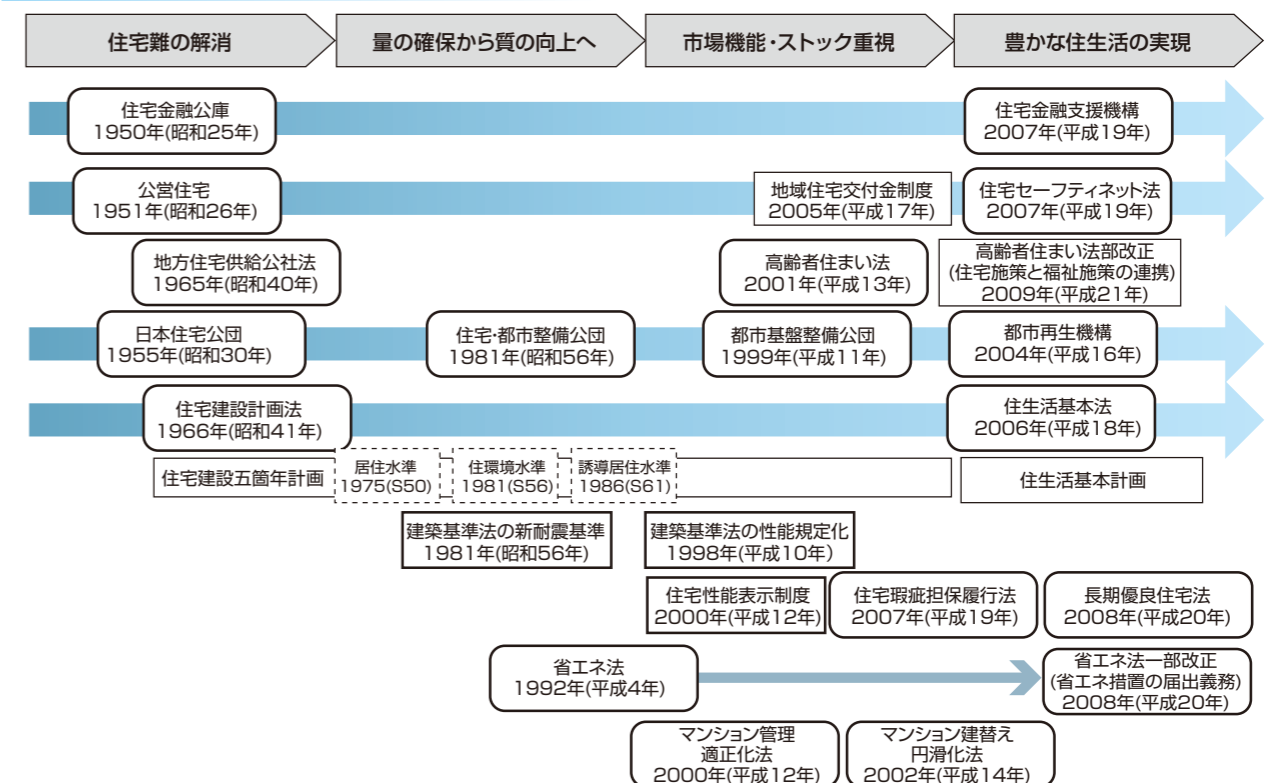 住宅難の解消
量の確保から質の向上へ
市場機能・ストック重視
豊かな住生活の実現
住宅金融公庫
1950年(昭和25年)
住宅金融支援機構
2007年(平成19年)
公営住宅
1951年(昭和26年)
地域住宅交付金制度
2005年(平成17年)
住宅セーフティネット法
2007年(平成19年)
地方住宅供給公社法
1965年(昭和40年)
高齢者住まい法
2001年(平成13年)
高齢者住まい法部改正
(住宅施策と福祉施策の連携)
2009年(平成21年)
日本住宅公団
1955年(昭和30年)
住宅・都市整備公団
1981年(昭和56年)
都市基盤整備公団
1999年(平成11年)
都市再生機構
2004年(平成16年)
住宅建設計画法
1966年(昭和41年)
住生活基本法
2006年(平成18年)
住宅建設五箇年計画
居住水準
1975(S50)
住環境水準
1981(S56)
誘導居住水準
1986(S61)
住生活基本計画
建築基準法の新耐震基準
1981年(昭和56年)
建築基準法の性能規定化
1998年(平成10年)
住宅性能表示制度
2000年(平成12年)
住宅瑕疵担保履行法
2007年(平成19年)
長期優良住宅法
2008年(平成20年)
省エネ法
1992年(平成4年)
省エネ法一部改正
(省エネ措置の届出義務)
2008年(平成20年)
マンション管理
適正化法
2000年(平成12年)
マンション建替え
円滑化法
2002年(平成14年)